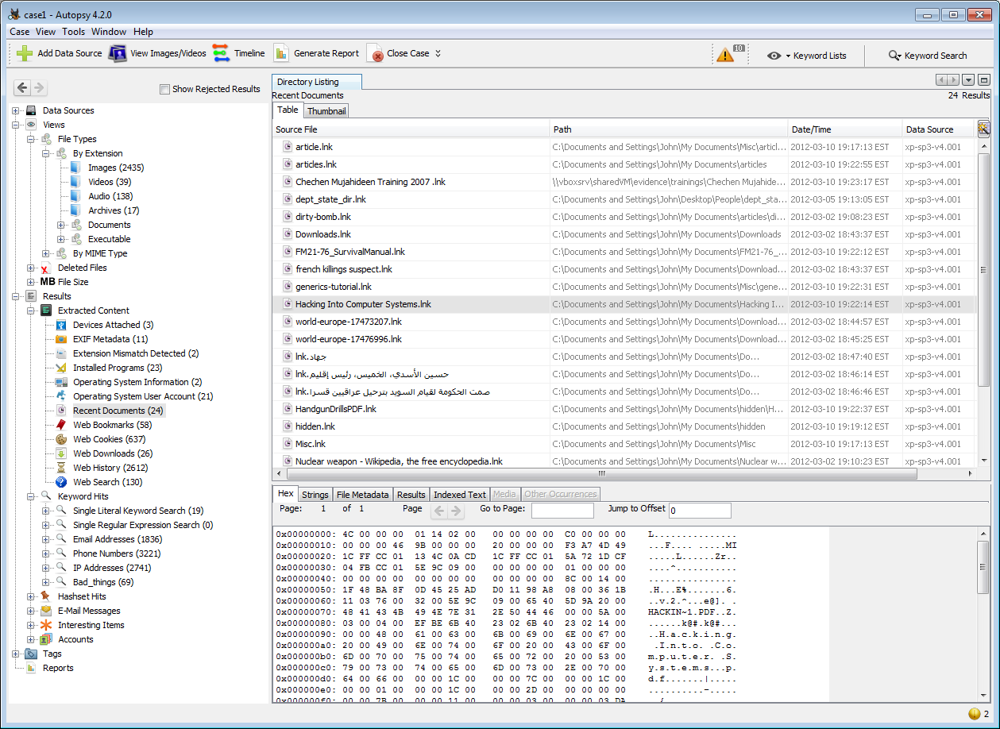 case1 - Autopsy 4.2.0
Case View Tools Window Help
Add Data Source View Images/Videos Timeline Generate Report Close Case 10 Keyword Lists Keyword Search
Show Rejected Results
Data Sources
Views
File Types
By Extension
Images (2435)
Videos (39)
Audio (138)
Archives (17)
Documents
Executable
By MIME Type
Deleted Files
MB File Size
Results
Extracted Content
Devices Attached (3)
EXIF Metadata (11)
Extension Mismatch Detected (2)
Installed Programs (23)
Operating System Information (2)
Operating System User Account (21)
Recent Documents (24)
Web Bookmarks (58)
Web Cookies (637)
Web Downloads (26)
Web History (2612)
Web Search (130)
Keyword Hits
Single Literal Keyword Search (19)
Single Regular Expression Search (0)
Email Addresses (1836)
Phone Numbers (3221)
IP Addresses (2741)
Bad_things (69)
Hashset Hits
E-Mail Messages
Interesting Items
Accounts
Tags
Reports
Directory Listing
Recent Documents 24 Results
Table Thumbnail
Source File Path Date/Time Data Source
article.lnk C:\Documents and Settings\John\My Documents\Misc\articl... 2012-03-10 19:17:13 EST xp-sp3-v4.001
articles.lnk C:\Documents and Settings\John\My Documents\articles 2012-03-10 19:22:55 EST xp-sp3-v4.001
Chechen Mujahideen Training 2007 .lnk \\vboxsrv\sharedVM\evidence\trainings\Chechen Mujahide... 2012-03-10 19:23:17 EST xp-sp3-v4.001
dept_state_dir.lnk C:\Documents and Settings\John\Desktop\People\dept_sta... 2012-03-05 19:13:05 EST xp-sp3-v4.001
dirty-bomb.lnk C:\Documents and Settings\John\My Documents\articles\di... 2012-03-02 19:08:23 EST xp-sp3-v4.001
Downloads.lnk C:\Documents and Settings\John\My Documents\Downloads 2012-03-02 18:43:37 EST xp-sp3-v4.001
FM21-76_SurvivalManual.lnk C:\Documents and Settings\John\My Documents\FM21-76_... 2012-03-10 19:22:12 EST xp-sp3-v4.001
french killings suspect.lnk C:\Documents and Settings\John\My Documents\Download... 2012-03-02 18:43:37 EST xp-sp3-v4.001
generics-tutorial.lnk C:\Documents and Settings\John\My Documents\Misc\gene... 2012-03-10 19:22:31 EST xp-sp3-v4.001
Hacking Into Computer Systems.lnk C:\Documents and Settings\John\My Documents\Hacking I... 2012-03-10 19:22:14 EST xp-sp3-v4.001
world-europe-17473207.lnk C:\Documents and Settings\John\My Documents\Download... 2012-03-02 18:44:57 EST xp-sp3-v4.001
world-europe-17476996.lnk C:\Documents and Settings\John\My Documents\Download... 2012-03-02 18:45:25 EST xp-sp3-v4.001
جهاد.lnk C:\Documents and Settings\John\My Documents\Do... 2012-03-02 18:47:40 EST xp-sp3-v4.001
حسين الأسدي، الخميس، رئيس إقليم.lnk C:\Documents and Settings\John\My Documents\Do... 2012-03-02 18:46:14 EST xp-sp3-v4.001
صمت الحكومة لقيام السويد بترحيل عراقيين قسرا.lnk C:\Documents and Settings\John\My Documents\Do... 2012-03-02 18:46:46 EST xp-sp3-v4.001
HandgunDrillsPDF.lnk C:\Documents and Settings\John\My Documents\hidden\H... 2012-03-10 19:22:37 EST xp-sp3-v4.001
hidden.lnk C:\Documents and Settings\John\My Documents\hidden 2012-03-10 19:19:12 EST xp-sp3-v4.001
Misc.lnk C:\Documents and Settings\John\My Documents\Misc 2012-03-10 19:17:13 EST xp-sp3-v4.001
Nuclear weapon - Wikipedia, the free encyclopedia.lnk C:\Documents and Settings\John\My Documents\Nuclear w... 2012-03-02 19:10:23 EST xp-sp3-v4.001
Hex Strings File Metadata Results Indexed Text Media Other Occurrences
Page: 1 of 1 Page Go to Page: Jump to Offset 0
0x00000000: 4C 00 00 00 01 14 02 00 00 00 00 00 C0 00 00 00 L...............
0x00000010: 00 00 00 46 9B 00 00 00 20 00 00 00 F3 A7 4D 49 ...F.... .....MI
0x00000020: 1C FF CC 01 13 4C 0A CD 1C FF CC 01 5A 72 1D CF .....L......Zr..
0x00000030: 04 FB CC 01 5E 9C 09 00 00 00 00 00 01 00 00 00 ....^...........
0x00000040: 00 00 00 00 00 00 00 00 00 00 00 00 8C 00 14 00 ................
0x00000050: 1F 48 BA 8F 0D 45 25 AD D0 11 98 A8 08 00 36 1B .H...E%.......6.
0x00000060: 11 03 76 00 32 00 5E 9C 09 00 65 40 5D 9A 20 00 ..v.2.^...e@]. .
0x00000070: 48 41 43 4B 49 4E 7E 31 2E 50 44 46 00 00 5A 00 HACKIN~1.PDF..Z.
0x00000080: 03 00 04 00 EF BE 6B 40 23 02 6B 40 23 02 14 00 ......k@#.k@#...
0x00000090: 00 00 48 00 61 00 63 00 6B 00 69 00 6E 00 67 00 ..H.a.c.k.i.n.g.
0x000000a0: 20 00 49 00 6E 00 74 00 6F 00 20 00 43 00 6F 00 .I.n.t.o. .C.o.
0x000000b0: 6D 00 70 00 75 00 74 00 65 00 72 00 20 00 53 00 m.p.u.t.e.r. .S.
0x000000c0: 79 00 73 00 74 00 65 00 6D 00 73 00 2E 00 70 00 y.s.t.e.m.s...p.
0x000000d0: 64 00 66 00 00 00 1C 00 00 00 7C 00 00 00 1C 00 d.f.......|.....
0x000000e0: 00 00 01 00 00 00 1C 00 00 00 2D 00 00 00 00 00 ..........-.....
0x000000f0: 00 00 7B 00 00 00 11 00 00 00 03 00 00 00 03 DA ..{.............
2